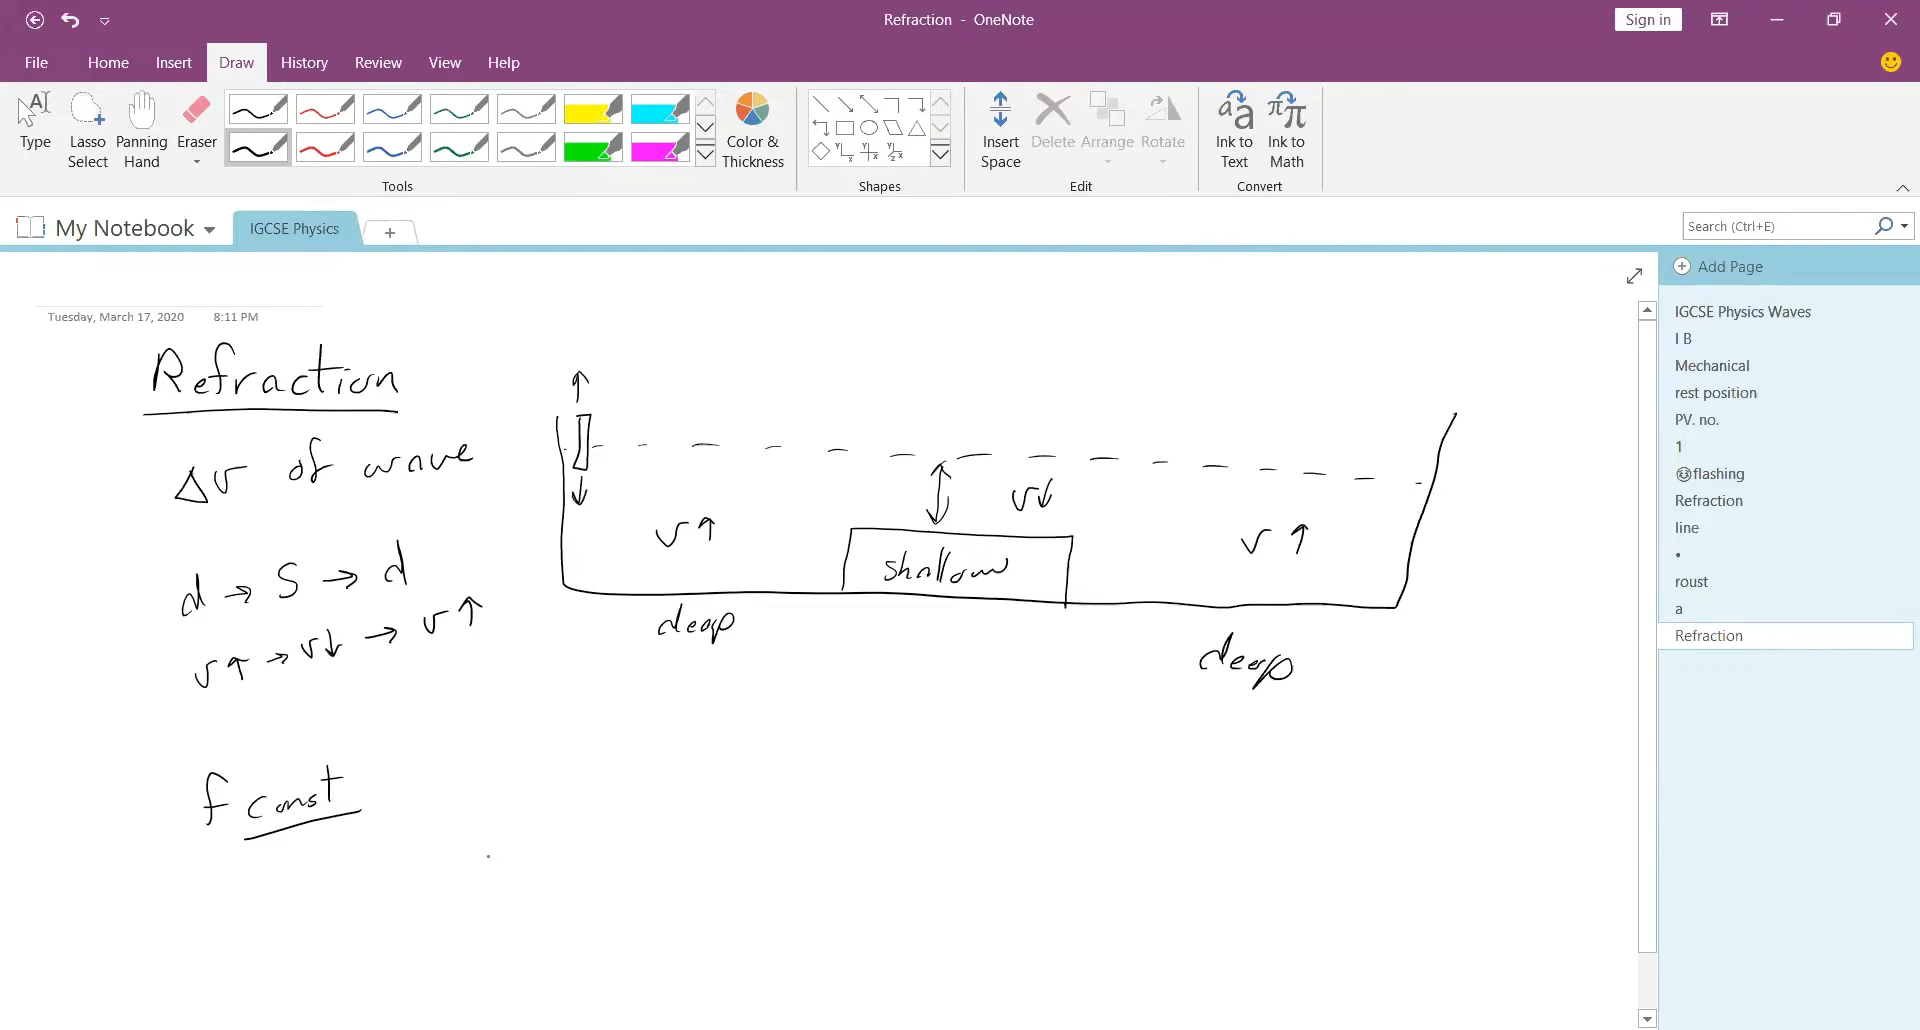 Refraction - OneNote
Sign in
File Home Insert Draw History Review View Help
Type
Lasso Select
Panning Hand
Eraser
Color & Thickness
Insert Space
Delete
Arrange
Rotate
Ink to Text
Ink to Math
Tools
Shapes
Edit
Convert
My Notebook
IGCSE Physics
Search (Ctrl+E)
Add Page
IGCSE Physics Waves
I B
Mechanical
rest position
PV. no.
1
😃flashing
Refraction
line
•
roust
a
Refraction
Tuesday, March 17, 2020 8:11 PM
Refraction
Δv of wave
d → S → d
v↑ → v↓ → v↑
f const
v↑
v↓
v↑
shallow
deep
deep